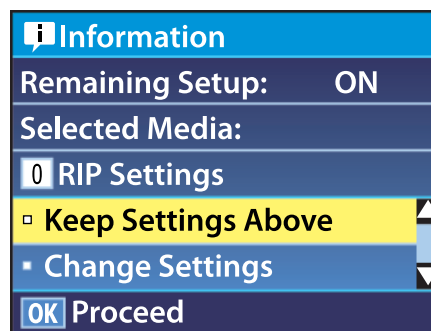 Information
Remaining Setup: ON
Selected Media:
0 RIP Settings
Keep Settings Above
Change Settings
OK Proceed